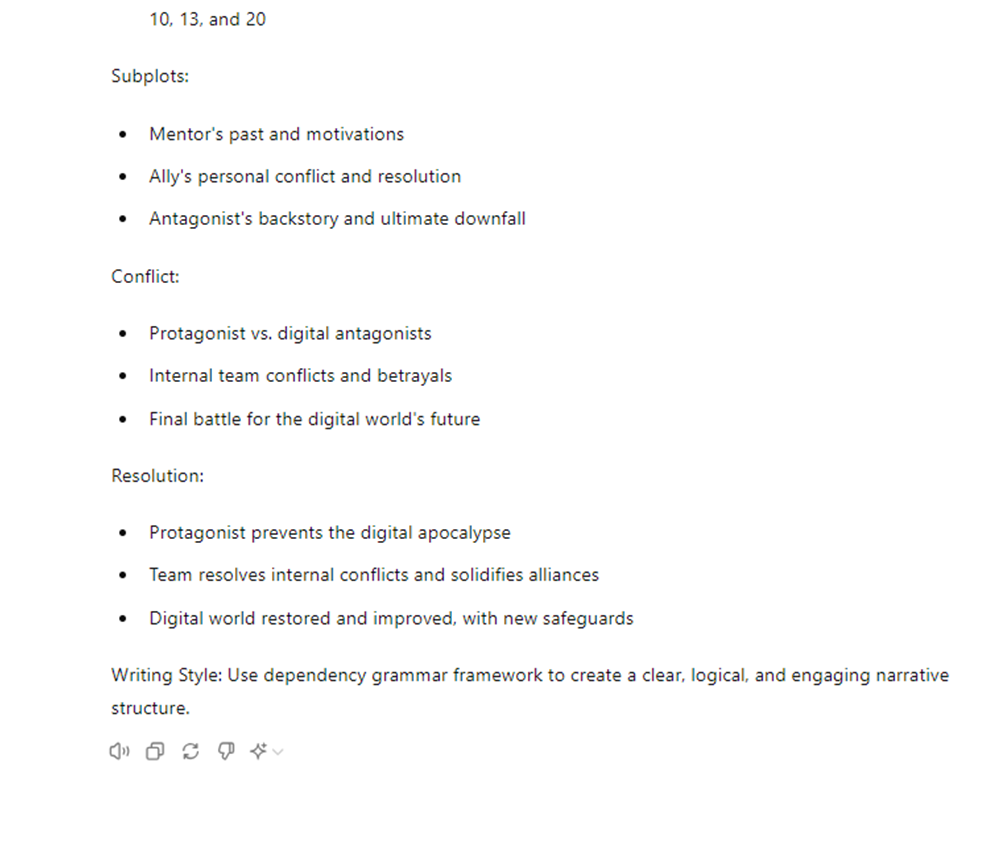 10, 13, and 20
Subplots:
• Mentor's past and motivations
• Ally's personal conflict and resolution
• Antagonist's backstory and ultimate downfall
Conflict:
• Protagonist vs. digital antagonists
• Internal team conflicts and betrayals
• Final battle for the digital world's future
Resolution:
• Protagonist prevents the digital apocalypse
• Team resolves internal conflicts and solidifies alliances
• Digital world restored and improved, with new safeguards
Writing Style: Use dependency grammar framework to create a clear, logical, and engaging narrative
structure.